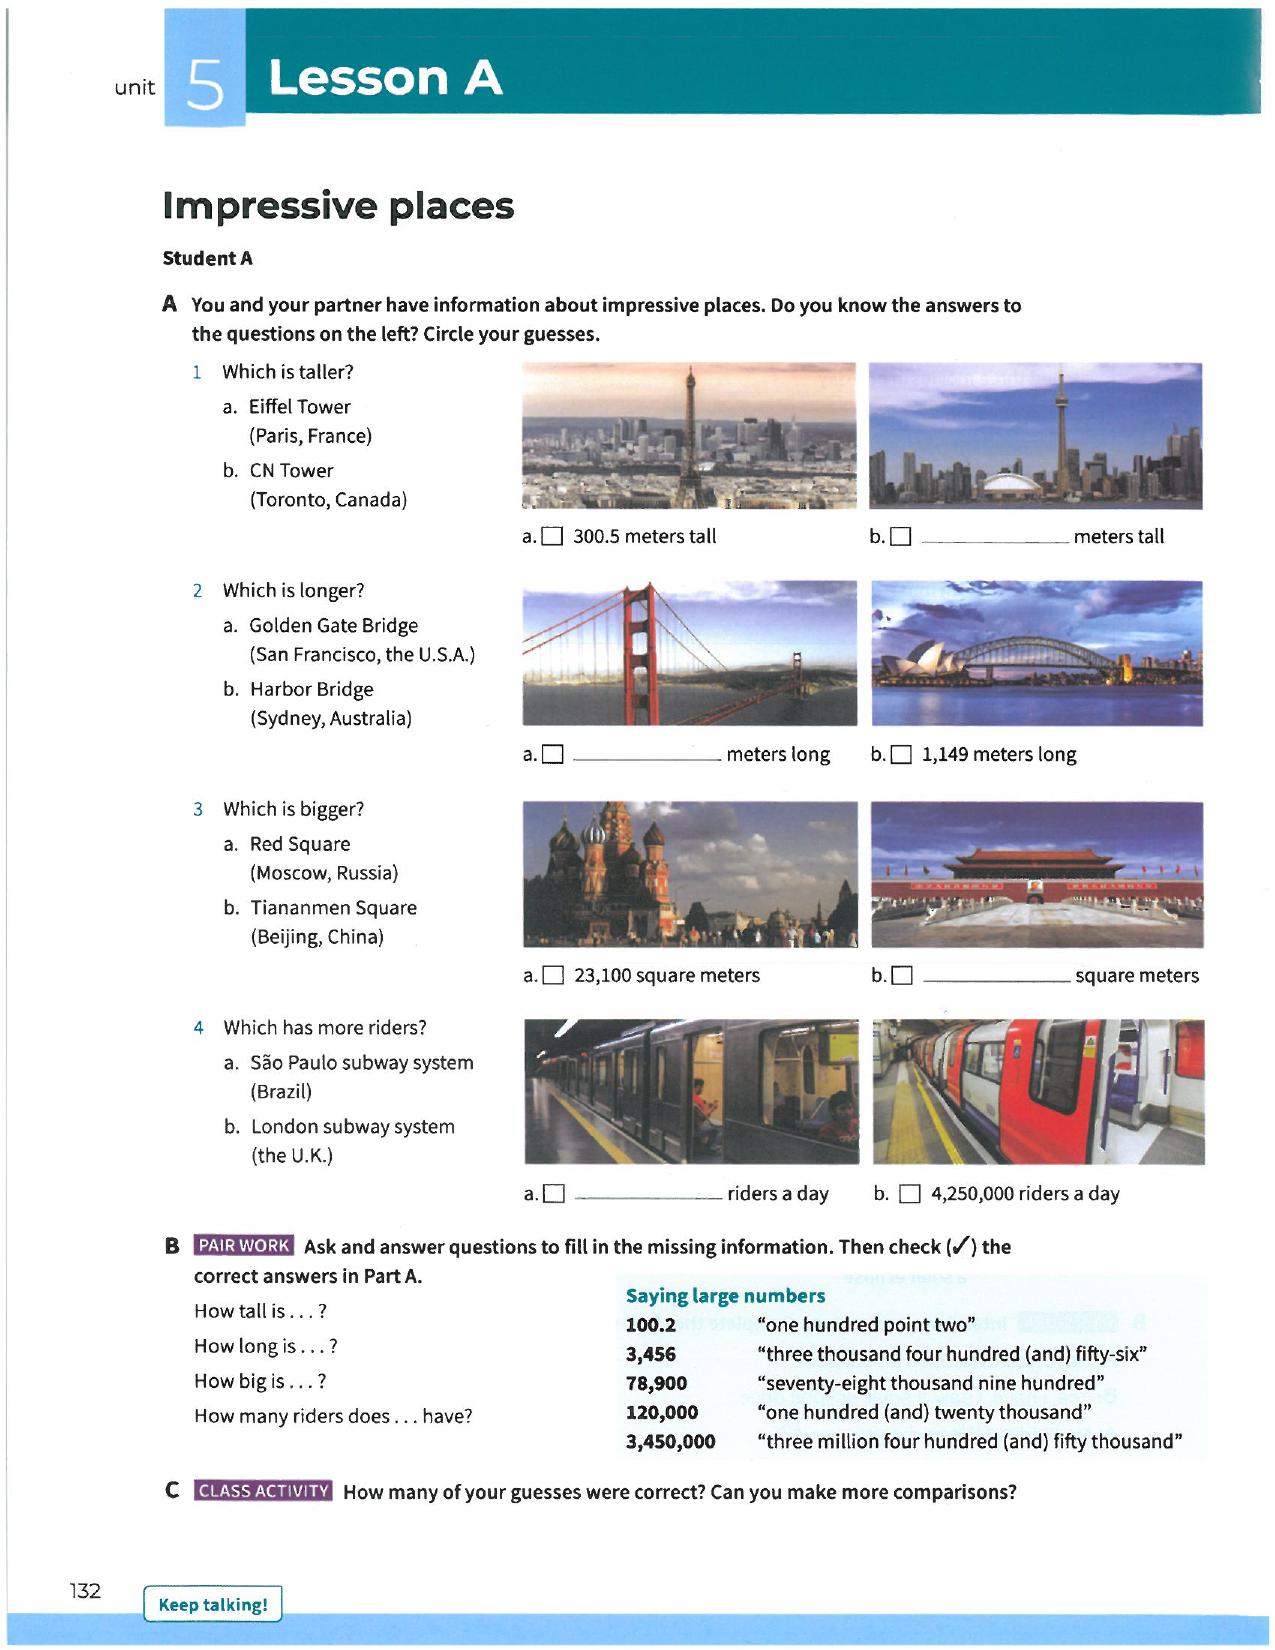 unit 5 Lesson A
Impressive places
Student A
A You and your partner have information about impressive places. Do you know the answers to
the questions on the left? Circle your guesses.
1 Which is taller?
a. Eiffel Tower
(Paris, France)
b. CN Tower
(Toronto, Canada)
a. □ 300.5 meters tall
b. □ ____________ meters tall
2 Which is longer?
a. Golden Gate Bridge
(San Francisco, the U.S.A.)
b. Harbor Bridge
(Sydney, Australia)
a. □ ____________ meters long
b. □ 1,149 meters long
3 Which is bigger?
a. Red Square
(Moscow, Russia)
b. Tiananmen Square
(Beijing, China)
a. □ 23,100 square meters
b. □ ____________ square meters
4 Which has more riders?
a. São Paulo subway system
(Brazil)
b. London subway system
(the U.K.)
a. □ ____________ riders a day
b. □ 4,250,000 riders a day
B PAIR WORK Ask and answer questions to fill in the missing information. Then check (✓) the
correct answers in Part A.
How tall is . . . ?
How long is . . . ?
How big is . . . ?
How many riders does . . . have?
Saying large numbers
100.2 “one hundred point two”
3,456 “three thousand four hundred (and) fifty-six”
78,900 “seventy-eight thousand nine hundred”
120,000 “one hundred (and) twenty thousand”
3,450,000 “three million four hundred (and) fifty thousand”
C CLASS ACTIVITY How many of your guesses were correct? Can you make more comparisons?
132
Keep talking!